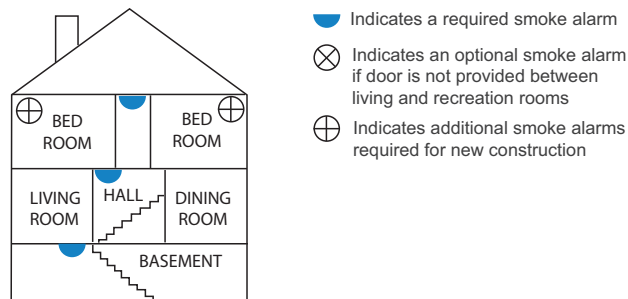 Indicates a required smoke alarm
Indicates an optional smoke alarm
if door is not provided between
living and recreation rooms
Indicates additional smoke alarms
required for new construction
BED
ROOM
BED
ROOM
LIVING
ROOM
HALL
DINING
ROOM
BASEMENT